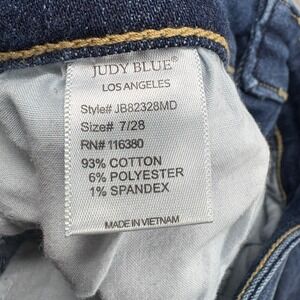 JUDY BLUE®
LOS ANGELES
Style# JB82328MD
Size# 7/28
RN# 116380
93% COTTON
6% POLYESTER
1% SPANDEX
MADE IN VIETNAM